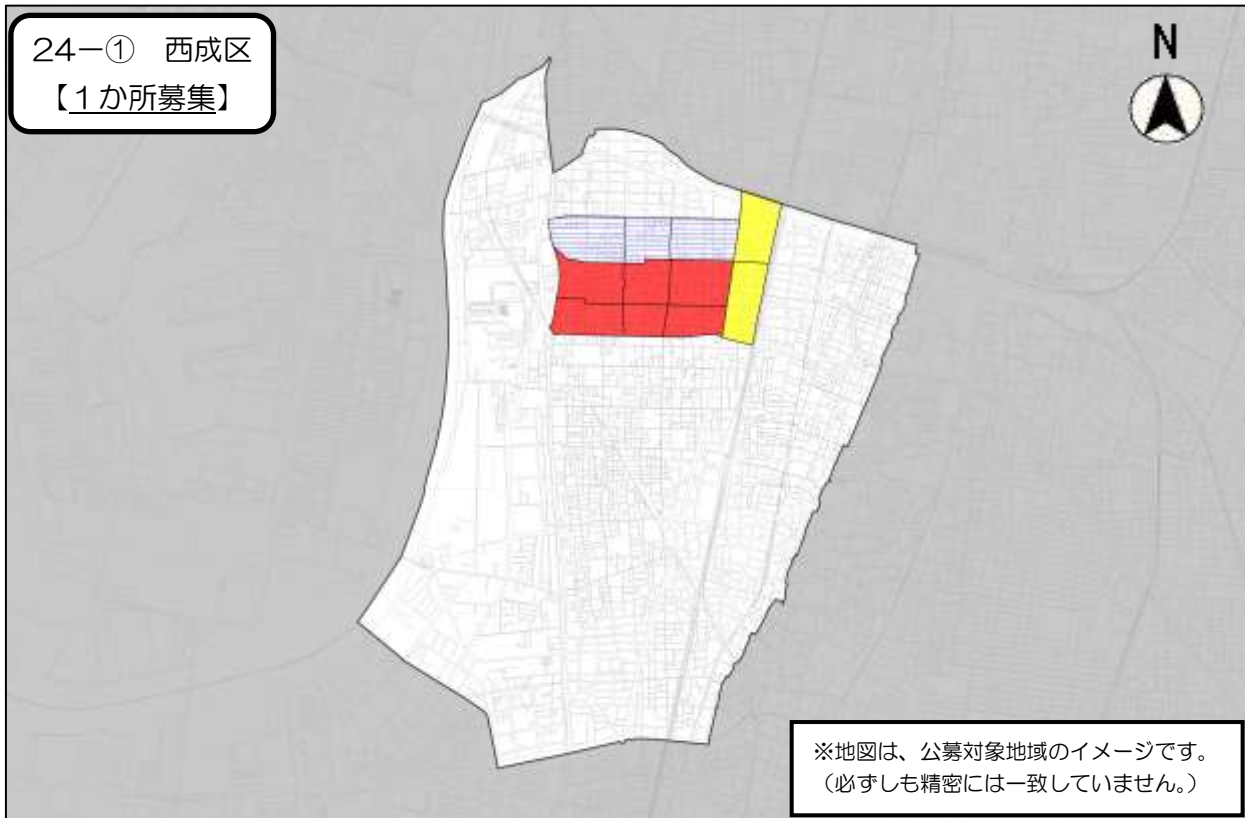 24－① 西成区
【１か所募集】
N
※地図は、公募対象地域のイメージです。
（必ずしも精密には一致していません。）